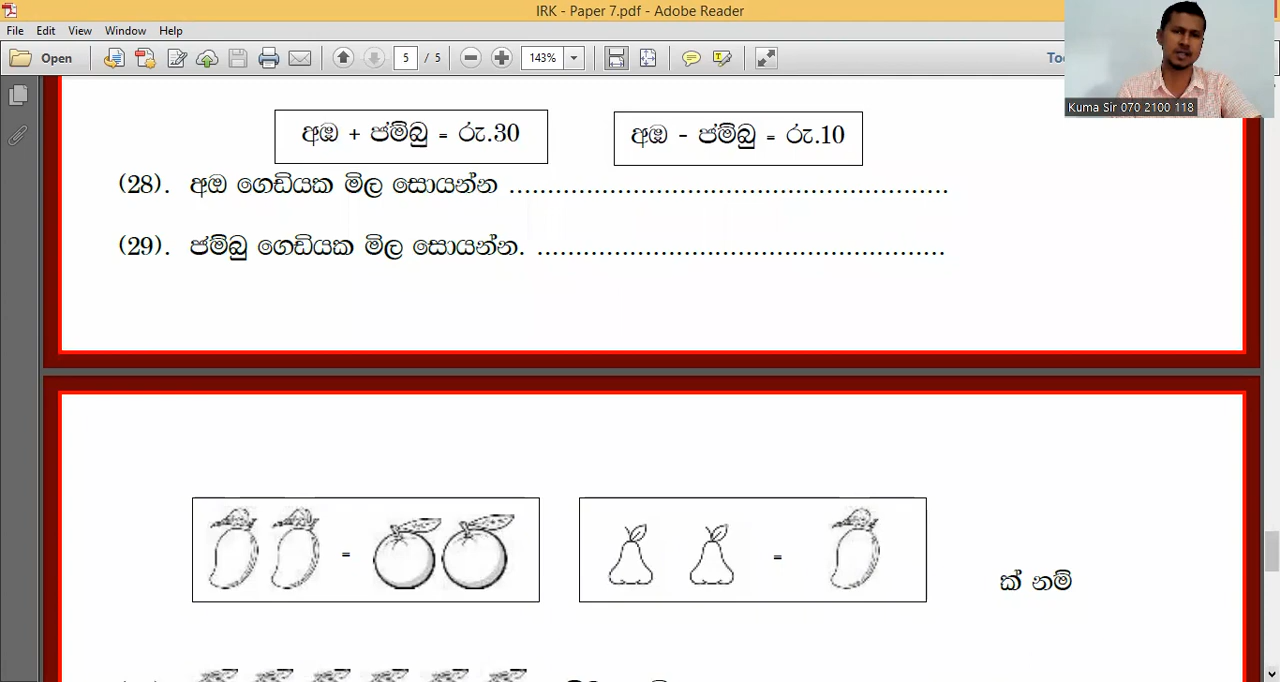 IRK - Paper 7.pdf - Adobe Reader
File Edit View Window Help
Open 5 / 5 143%
Kuma Sir 070 2100 118
අඹ + ජම්බු = රු.30 අඹ - ජම්බු = රු.10
(28). අඹ ගෙඩියක මිල සොයන්න ........................................................
(29). ජම්බු ගෙඩියක මිල සොයන්න. .....................................................
= =
ක් නම්